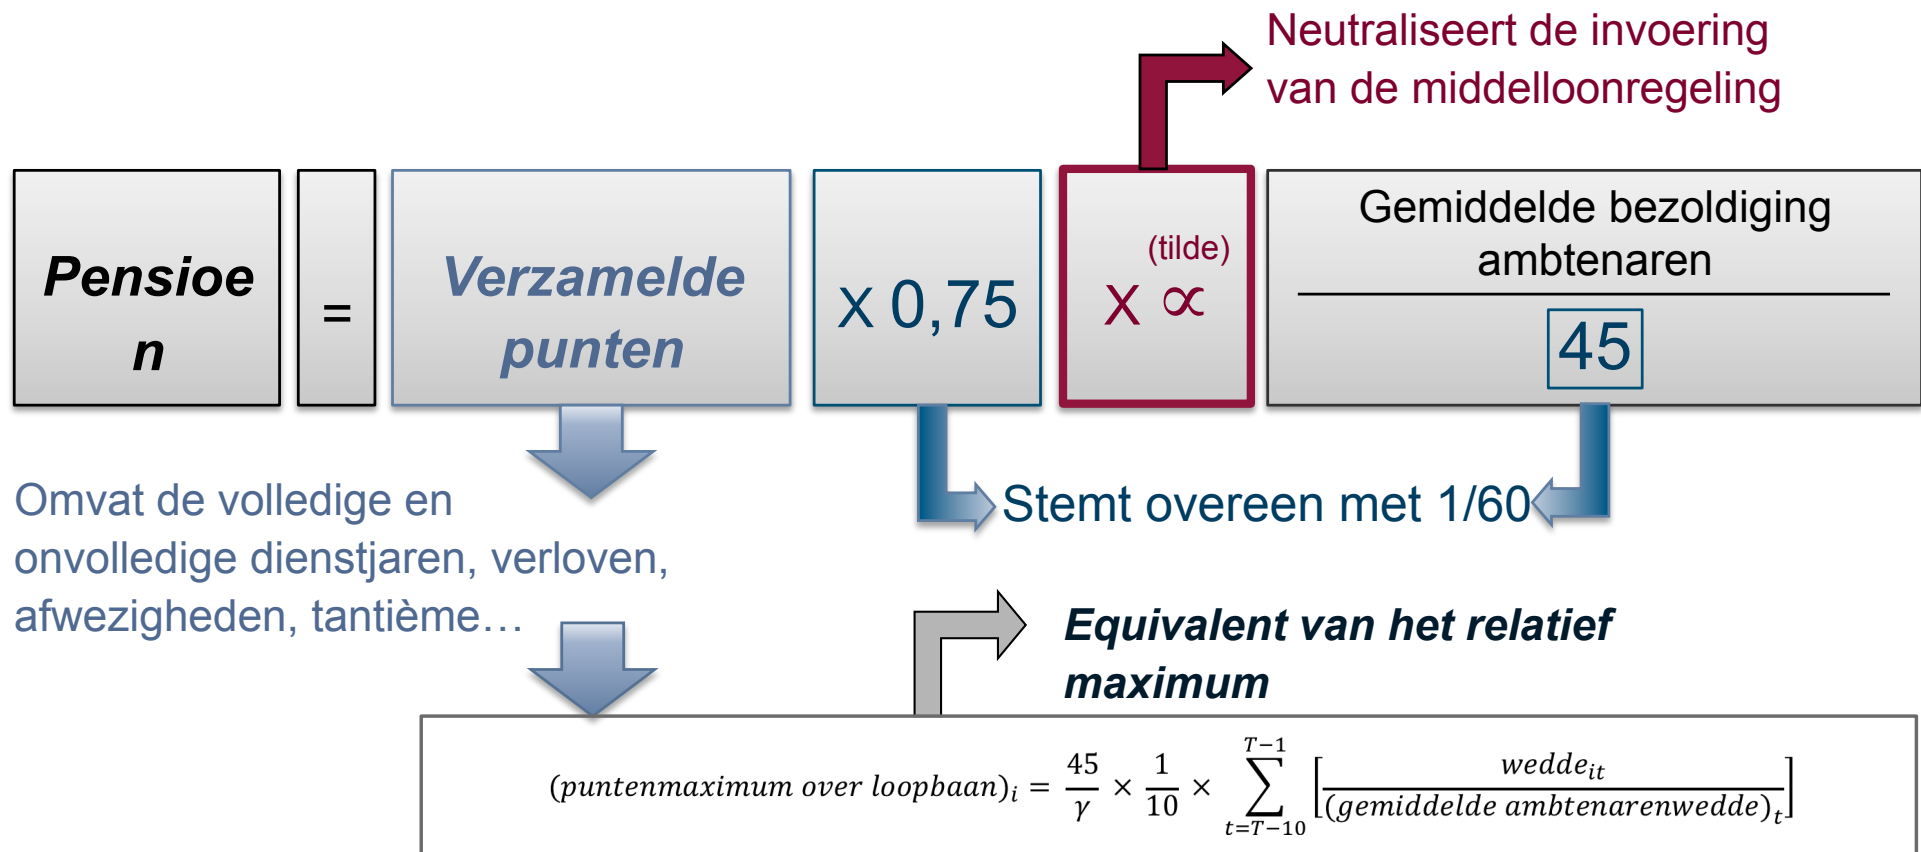 Neutraliseert de invoering
van de middelloonregeling
Pensioe
n
=
Verzamelde
punten
x 0,75
(tilde)
x ∝
Gemiddelde bezoldiging
ambtenaren
45
Omvat de volledige en
onvolledige dienstjaren, verloven,
afwezigheden, tantième…
Stemt overeen met 1/60
Equivalent van het relatief
maximum
(puntenmaximum over loopbaan)_i = 45/γ × 1/10 × ∑_{t=T−10}^{T−1} [wedde_{it}/(gemiddelde ambtenarenwedde)_t]